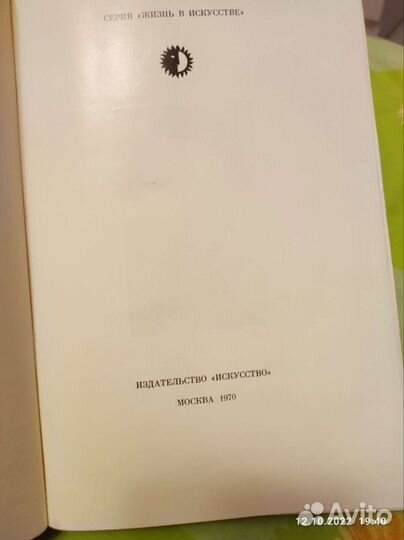 СЕРИЯ «ЖИЗНЬ В ИСКУССТВЕ»
ИЗДАТЕЛЬСТВО «ИСКУССТВО»
МОСКВА 1970
12.10.2022 19:40
Avito